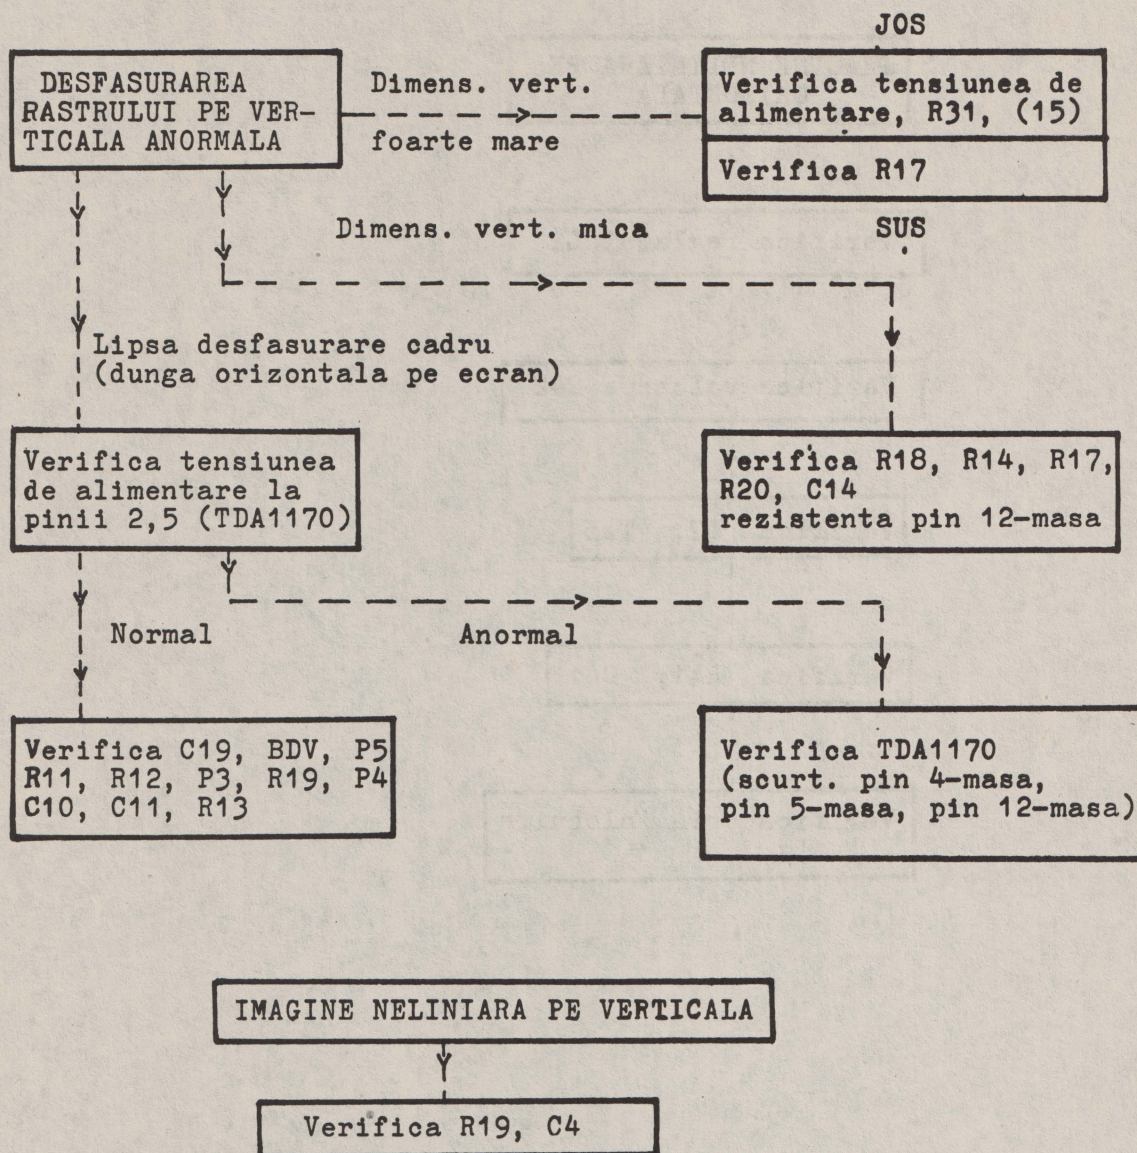 JOS
DESFASURAREA
RASTRULUI PE VER-
TICALA ANORMALA
Dimens. vert.
foarte mare
Verifica tensiunea de
alimentare, R31, (15)
Verifica R17
SUS
Dimens. vert. mica
Lipsa desfasurare cadru
(dunga orizontala pe ecran)
Verifica tensiunea
de alimentare la
pinii 2,5 (TDA1170)
Verifica R18, R14, R17,
R20, C14
rezistenta pin 12-masa
Normal
Anormal
Verifica C19, BDV, P5
R11, R12, P3, R19, P4
C10, C11, R13
Verifica TDA1170
(scurt. pin 4-masa,
pin 5-masa, pin 12-masa)
IMAGINE NELINIARA PE VERTICALA
Verifica R19, C4